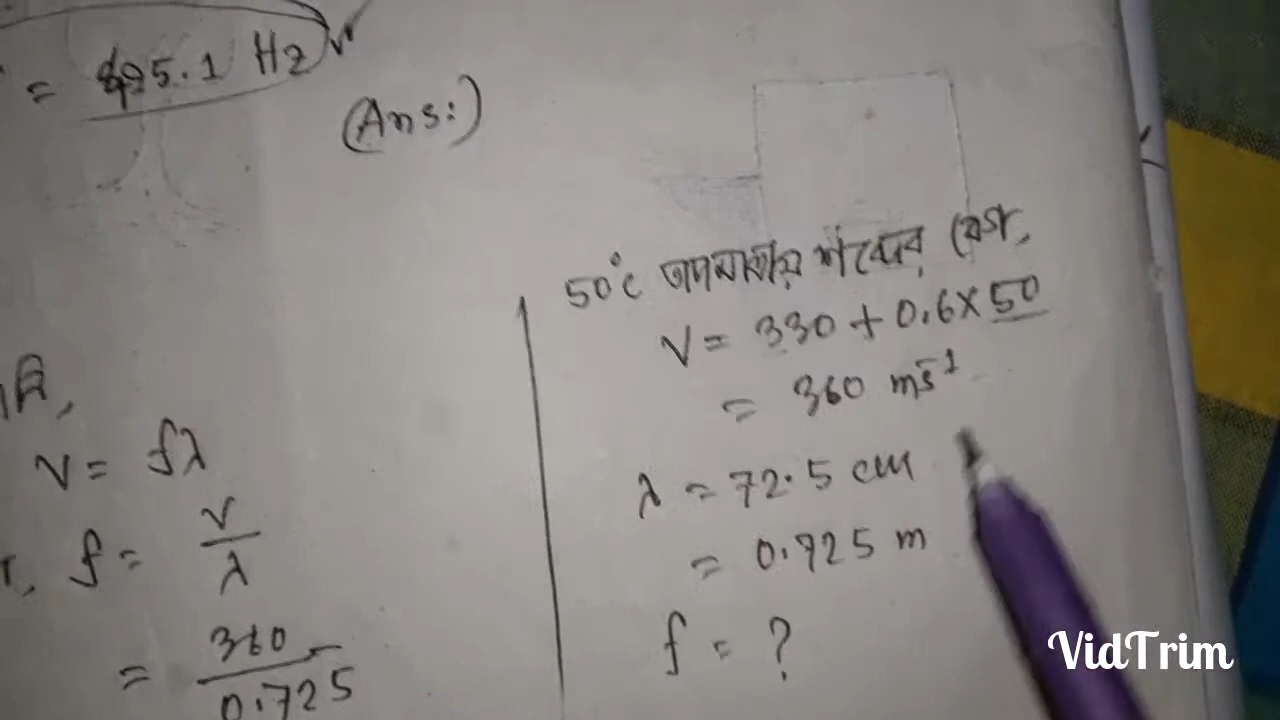 = 495.1 Hz
(Ans:)
V = fλ
f = V/λ
= 360/0.725
50°c তাপমাত্রায় শব্দের বেগ,
V = 330 + 0.6×50
= 360 ms⁻¹
λ = 72.5 cm
= 0.725 m
f = ?
VidTrim